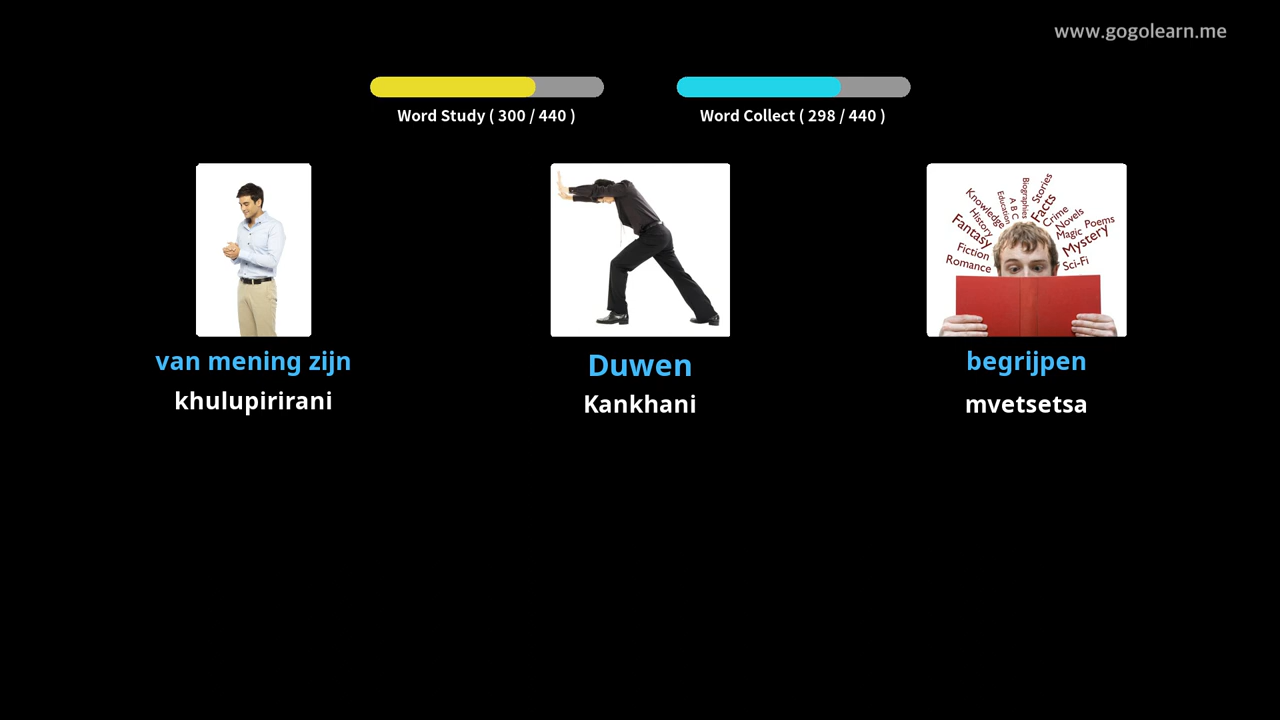 www.gogolearn.me
Word Study ( 300 / 440 )
Word Collect ( 298 / 440 )
Stories
Biographies
Facts
Education
A B C
Knowledge
Crime
Novels
History
Poems
Fantasy
Magic
Mystery
Fiction
Romance
Sci-Fi
van mening zijn
khulupirirani
Duwen
Kankhani
begrijpen
mvetsetsa